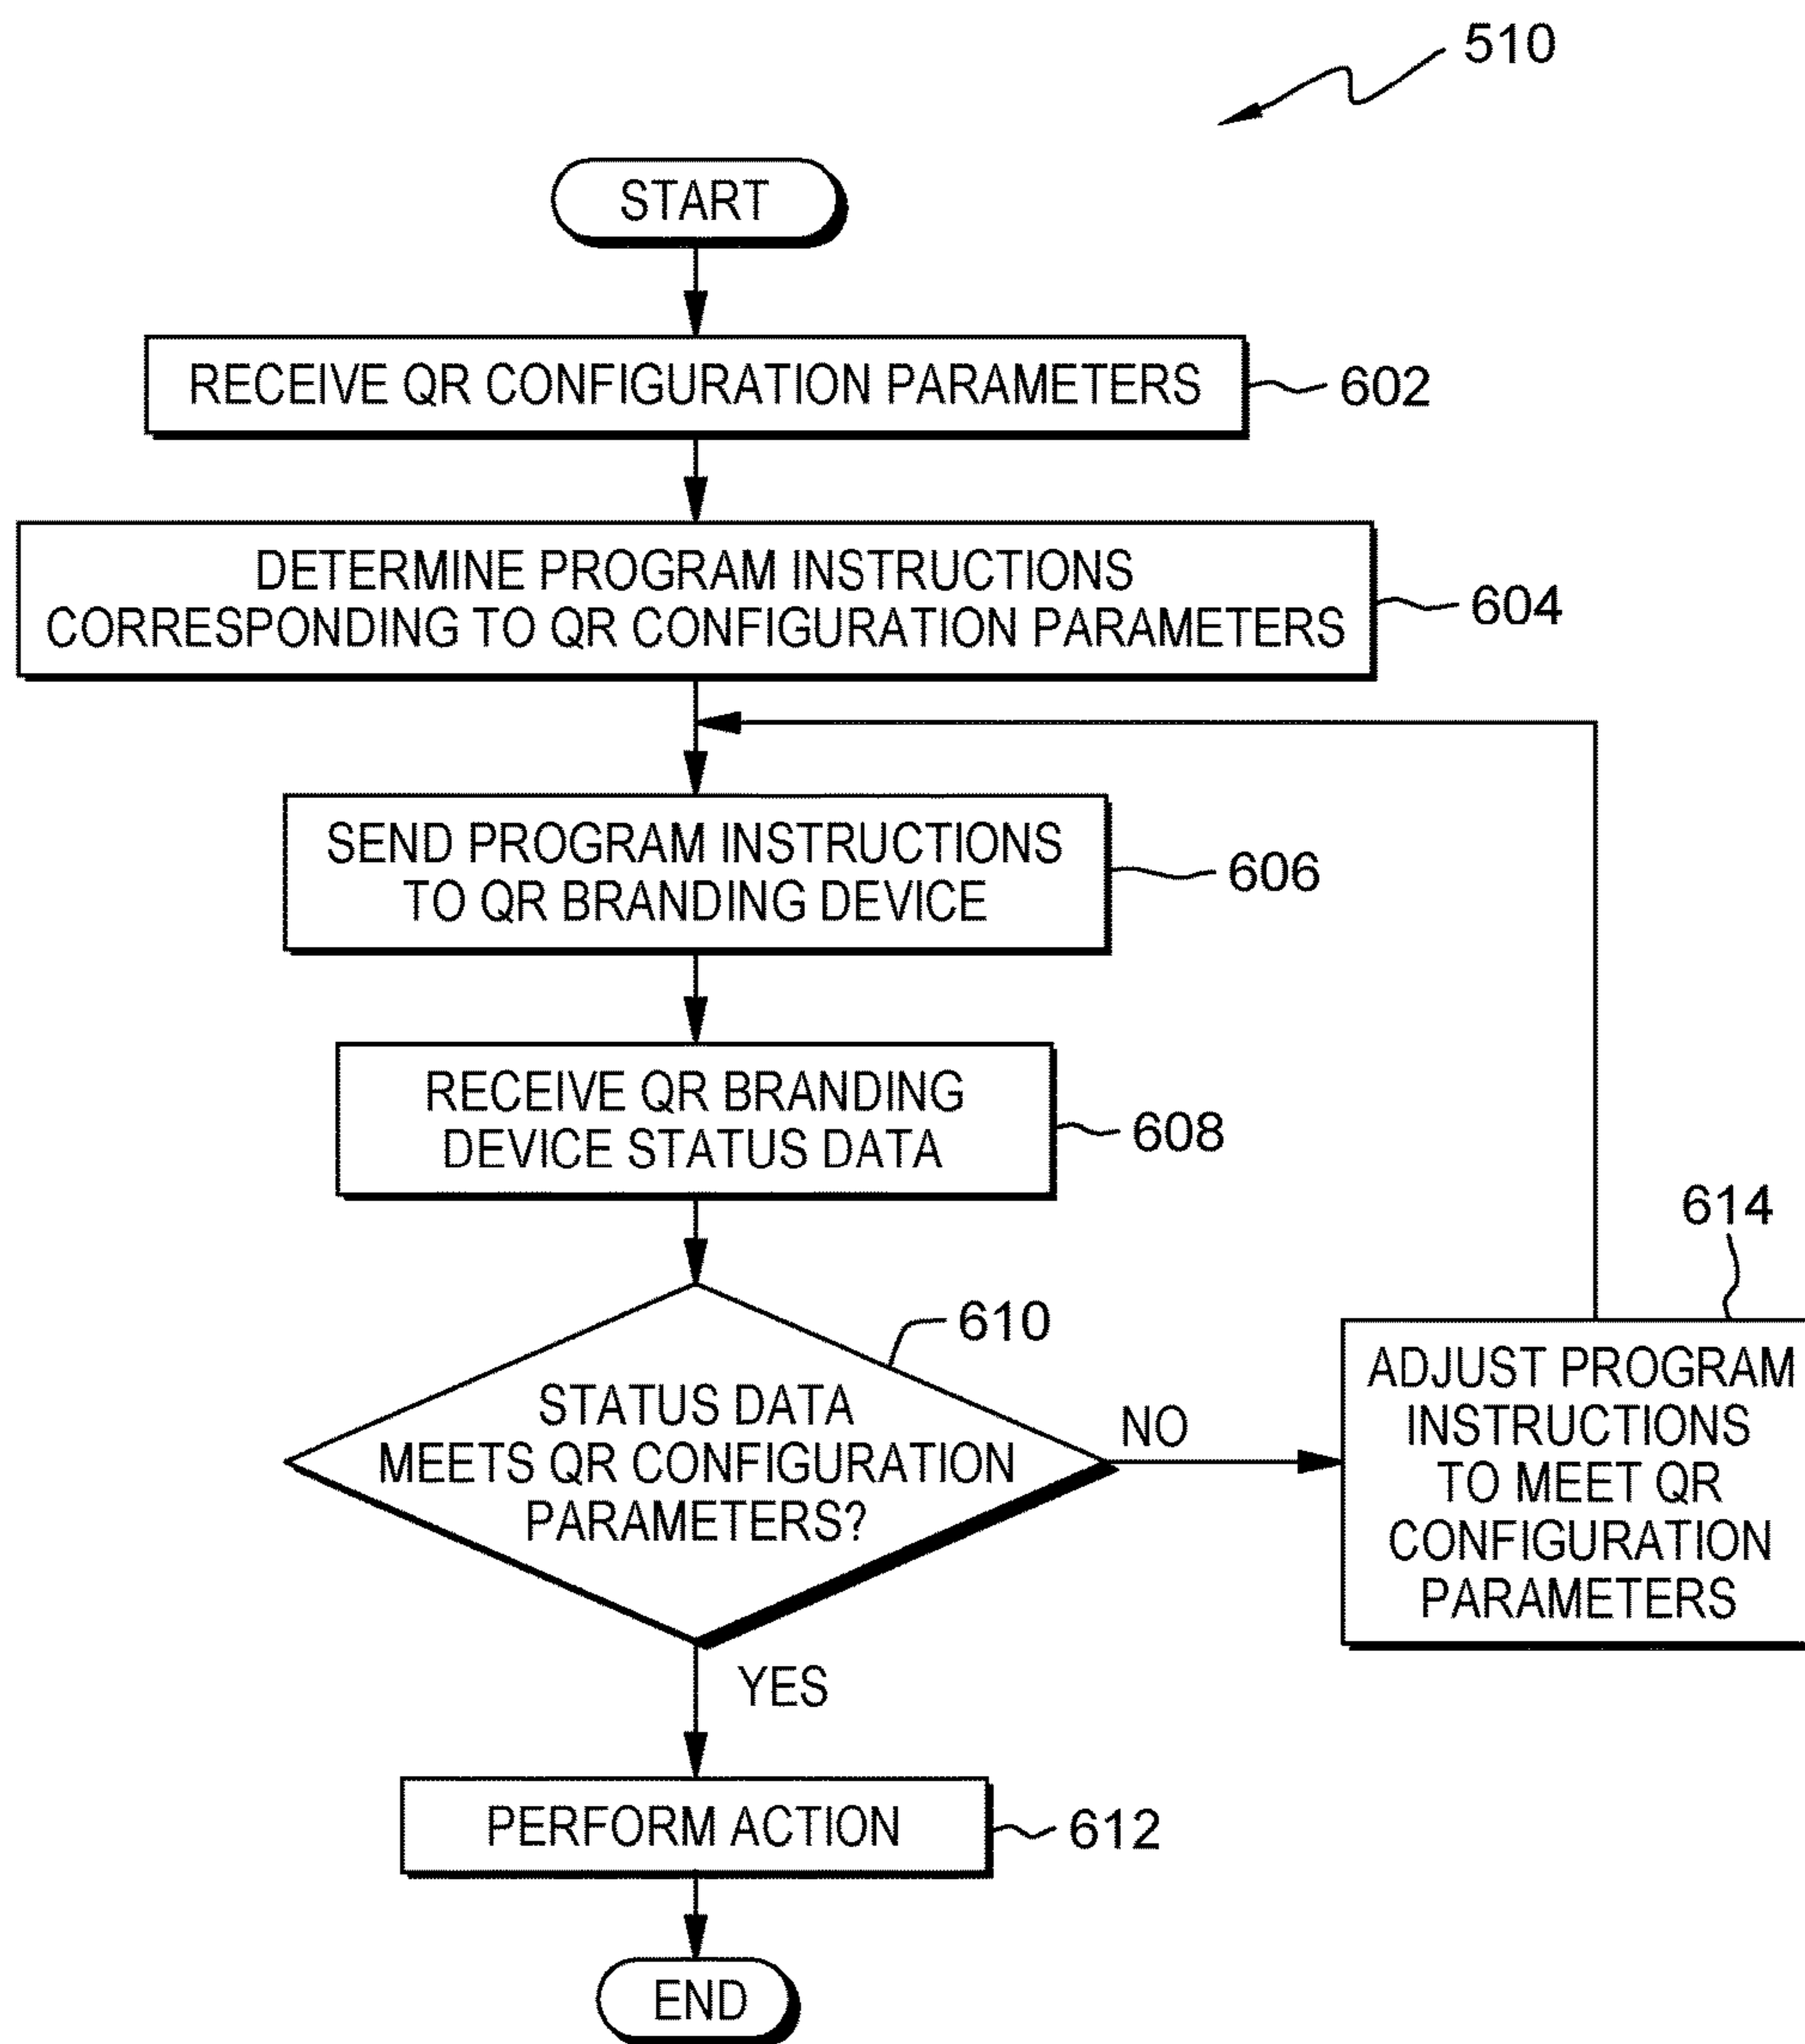 510
START
RECEIVE QR CONFIGURATION PARAMETERS
602
DETERMINE PROGRAM INSTRUCTIONS
CORRESPONDING TO QR CONFIGURATION PARAMETERS
604
SEND PROGRAM INSTRUCTIONS
TO QR BRANDING DEVICE
606
RECEIVE QR BRANDING
DEVICE STATUS DATA
608
610
STATUS DATA
MEETS QR CONFIGURATION
PARAMETERS?
NO
614
ADJUST PROGRAM
INSTRUCTIONS
TO MEET QR
CONFIGURATION
PARAMETERS
YES
PERFORM ACTION
612
END